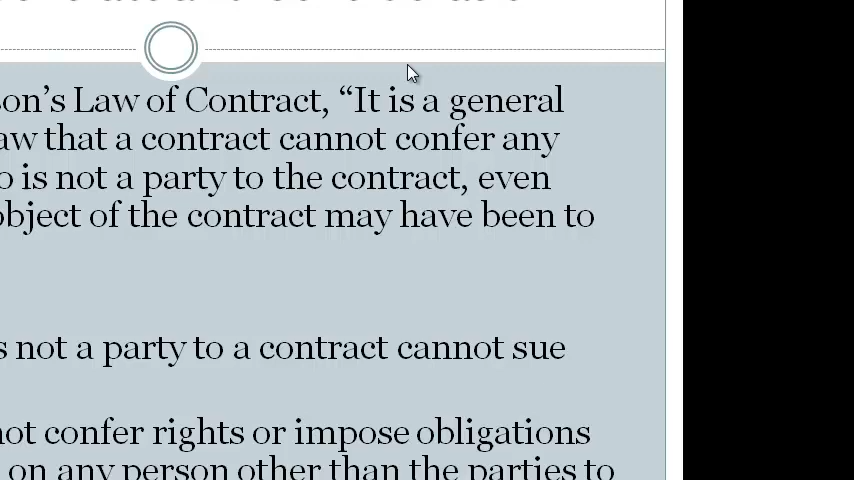 son's Law of Contract, “It is a general
aw that a contract cannot confer any
o is not a party to the contract, even
object of the contract may have been to
s not a party to a contract cannot sue
not confer rights or impose obligations
on any person other than the parties to